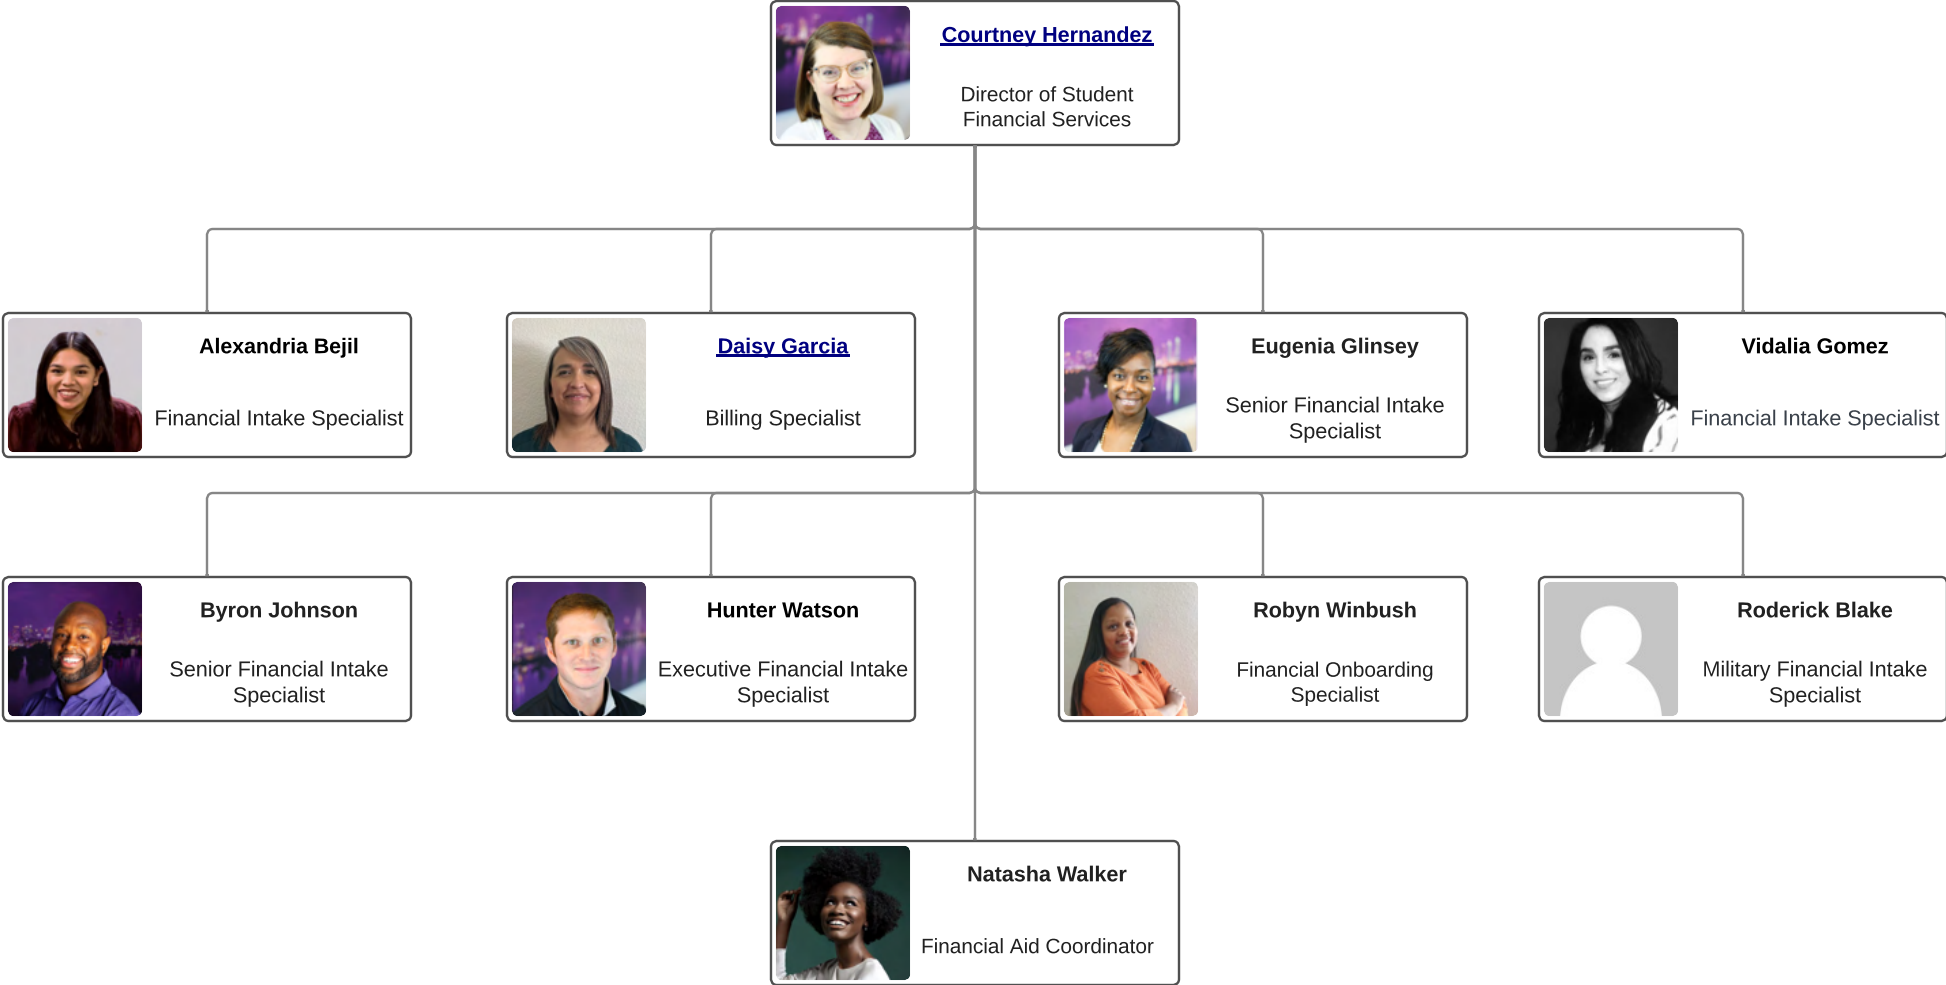 Courtney Hernandez
Director of Student
Financial Services
Alexandria Bejil
Financial Intake Specialist
Daisy Garcia
Billing Specialist
Eugenia Glinsey
Senior Financial Intake
Specialist
Vidalia Gomez
Financial Intake Specialist
Byron Johnson
Senior Financial Intake
Specialist
Hunter Watson
Executive Financial Intake
Specialist
Robyn Winbush
Financial Onboarding
Specialist
Roderick Blake
Military Financial Intake
Specialist
Natasha Walker
Financial Aid Coordinator